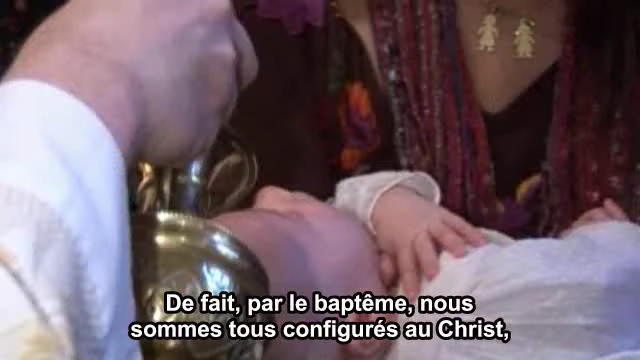 De fait, par le baptême, nous
sommes tous configurés au Christ,